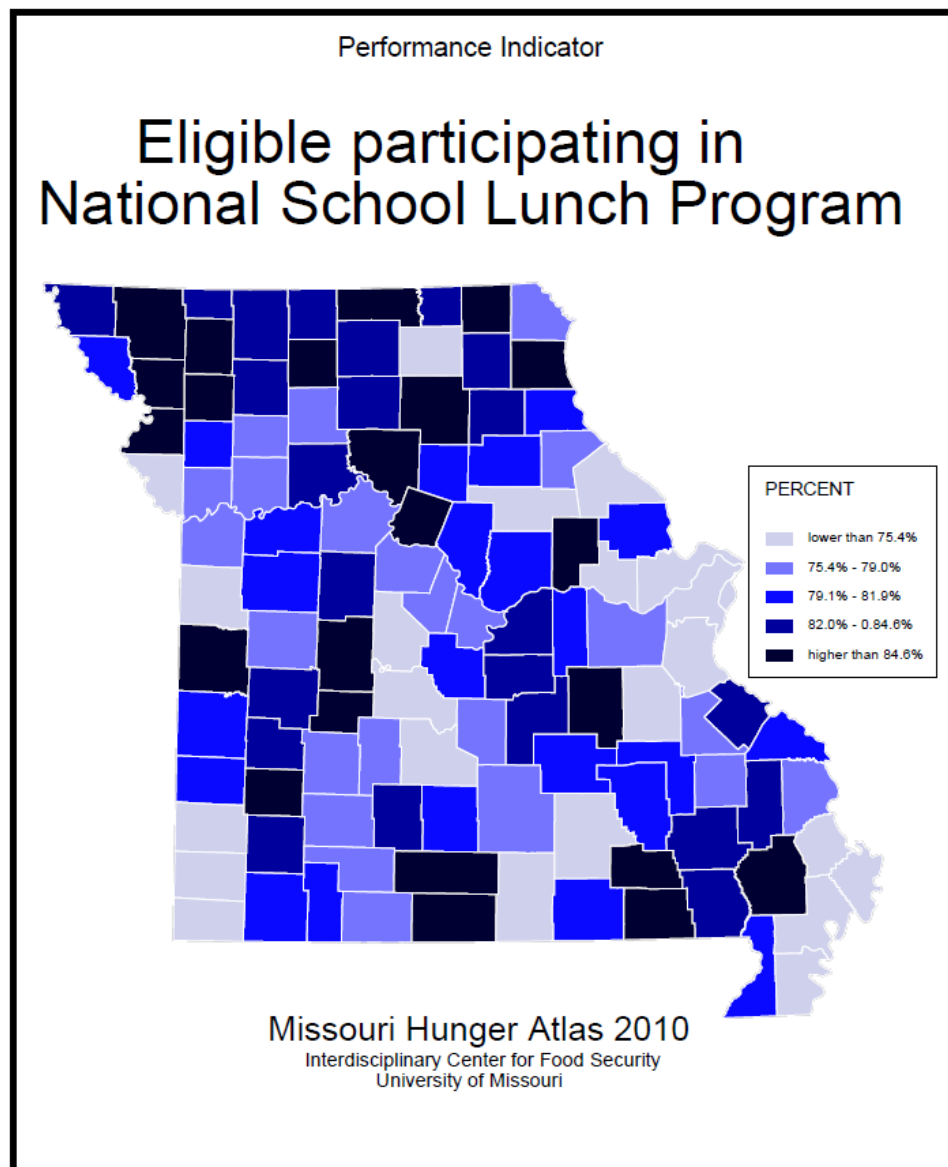 Performance Indicator
Eligible participating in
National School Lunch Program
PERCENT
lower than 75.4%
75.4% - 79.0%
79.1% - 81.9%
82.0% - 0.84.6%
higher than 84.6%
Missouri Hunger Atlas 2010
Interdisciplinary Center for Food Security
University of Missouri